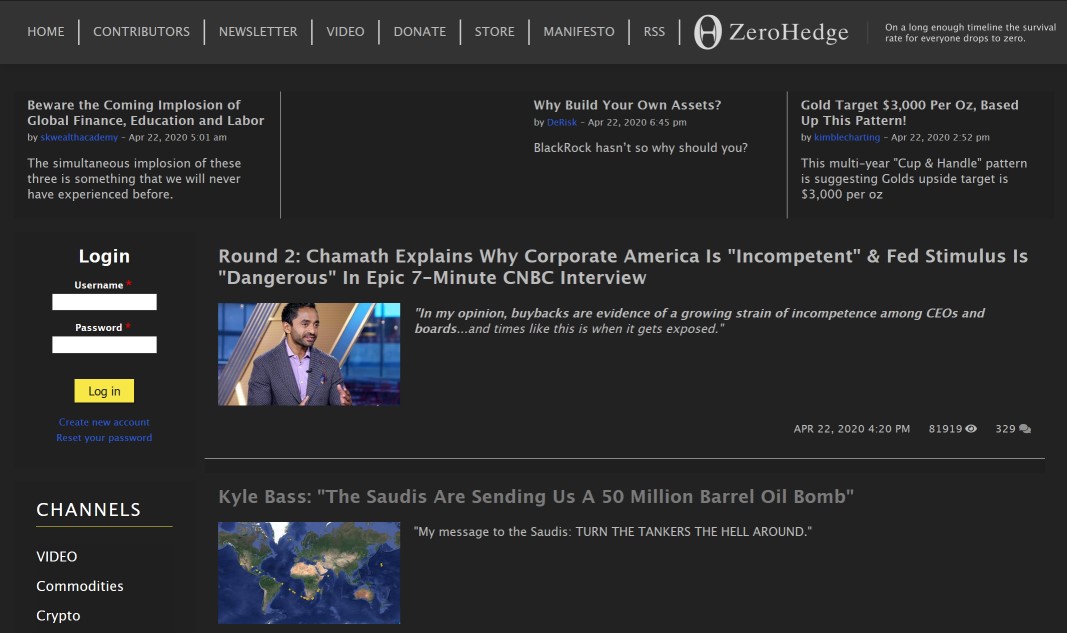 HOME
CONTRIBUTORS
NEWSLETTER
VIDEO
DONATE
STORE
MANIFESTO
RSS
ZeroHedge
On a long enough timeline the survival
rate for everyone drops to zero.
Beware the Coming Implosion of
Global Finance, Education and Labor
by skwealthacademy - Apr 22, 2020 5:01 am
The simultaneous implosion of these
three is something that we will never
have experienced before.
Why Build Your Own Assets?
by DeRisk - Apr 22, 2020 6:45 pm
BlackRock hasn't so why should you?
Gold Target $3,000 Per Oz, Based
Up This Pattern!
by kimblecharting - Apr 22, 2020 2:52 pm
This multi-year "Cup & Handle" pattern
is suggesting Golds upside target is
$3,000 per oz
Login
Username *
Password *
Log in
Create new account
Reset your password
CHANNELS
VIDEO
Commodities
Crypto
Round 2: Chamath Explains Why Corporate America Is "Incompetent" & Fed Stimulus Is
"Dangerous" In Epic 7-Minute CNBC Interview
"In my opinion, buybacks are evidence of a growing strain of incompetence among CEOs and
boards...and times like this is when it gets exposed."
APR 22, 2020 4:20 PM 81919 329
Kyle Bass: "The Saudis Are Sending Us A 50 Million Barrel Oil Bomb"
"My message to the Saudis: TURN THE TANKERS THE HELL AROUND."